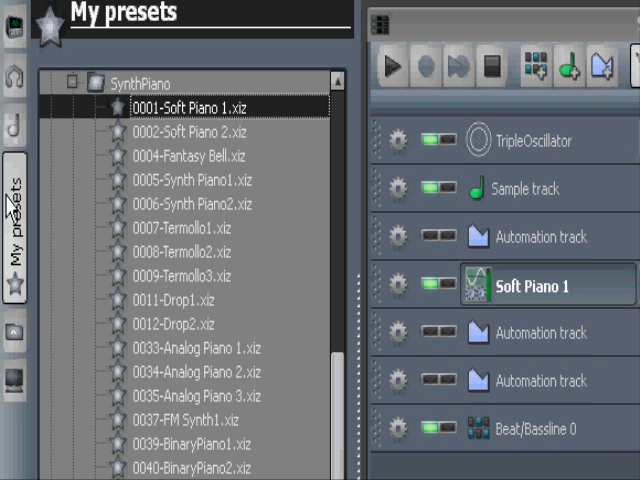 My presets
My presets
SynthPiano
0001-Soft Piano 1.xiz
0002-Soft Piano 2.xiz
0004-Fantasy Bell.xiz
0005-Synth Piano1.xiz
0006-Synth Piano2.xiz
0007-Termollo1.xiz
0008-Termollo2.xiz
0009-Termollo3.xiz
0011-Drop1.xiz
0012-Drop2.xiz
0033-Analog Piano 1.xiz
0034-Analog Piano 2.xiz
0035-Analog Piano 3.xiz
0037-FM Synth1.xiz
0039-BinaryPiano1.xiz
0040-BinaryPiano2.xiz
TripleOscillator
Sample track
Automation track
Soft Piano 1
Automation track
Automation track
Beat/Bassline 0